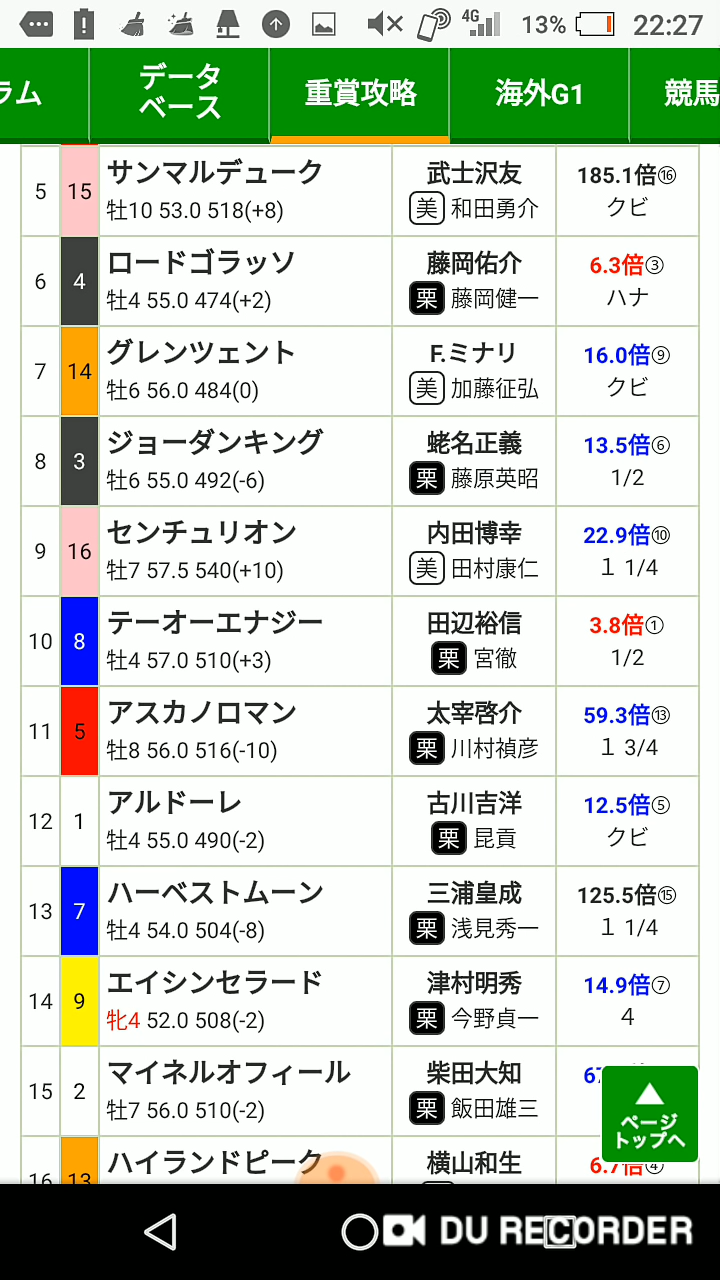 4G 13% 22:27
ラム
データ
ベース
重賞攻略
海外G1
競馬
5 15 サンマルデューク 武士沢友 185.1倍⑯
牡10 53.0 518(+8) 美 和田勇介 クビ
6 4 ロードゴラッソ 藤岡佑介 6.3倍③
牡4 55.0 474(+2) 栗 藤岡健一 ハナ
7 14 グレンツェント F.ミナリ 16.0倍⑨
牡6 56.0 484(0) 美 加藤征弘 クビ
8 3 ジョーダンキング 蛯名正義 13.5倍⑥
牡6 55.0 492(-6) 栗 藤原英昭 1/2
9 16 センチュリオン 内田博幸 22.9倍⑩
牡7 57.5 540(+10) 美 田村康仁 １ 1/4
10 8 テーオーエナジー 田辺裕信 3.8倍①
牡4 57.0 510(+3) 栗 宮徹 1/2
11 5 アスカノロマン 太宰啓介 59.3倍⑬
牡8 56.0 516(-10) 栗 川村禎彦 １ 3/4
12 1 アルドーレ 古川吉洋 12.5倍⑤
牡4 55.0 490(-2) 栗 昆貢 クビ
13 7 ハーベストムーン 三浦皇成 125.5倍⑮
牡4 54.0 504(-8) 栗 浅見秀一 １ 1/4
14 9 エイシンセラード 津村明秀 14.9倍⑦
牝4 52.0 508(-2) 栗 今野貞一 ４
15 2 マイネルオフィール 柴田大知
牡7 56.0 510(-2) 栗 飯田雄三
ページ
トップへ
16 13 ハイランドピーク 横山和生 6.7倍④
DU RECORDER